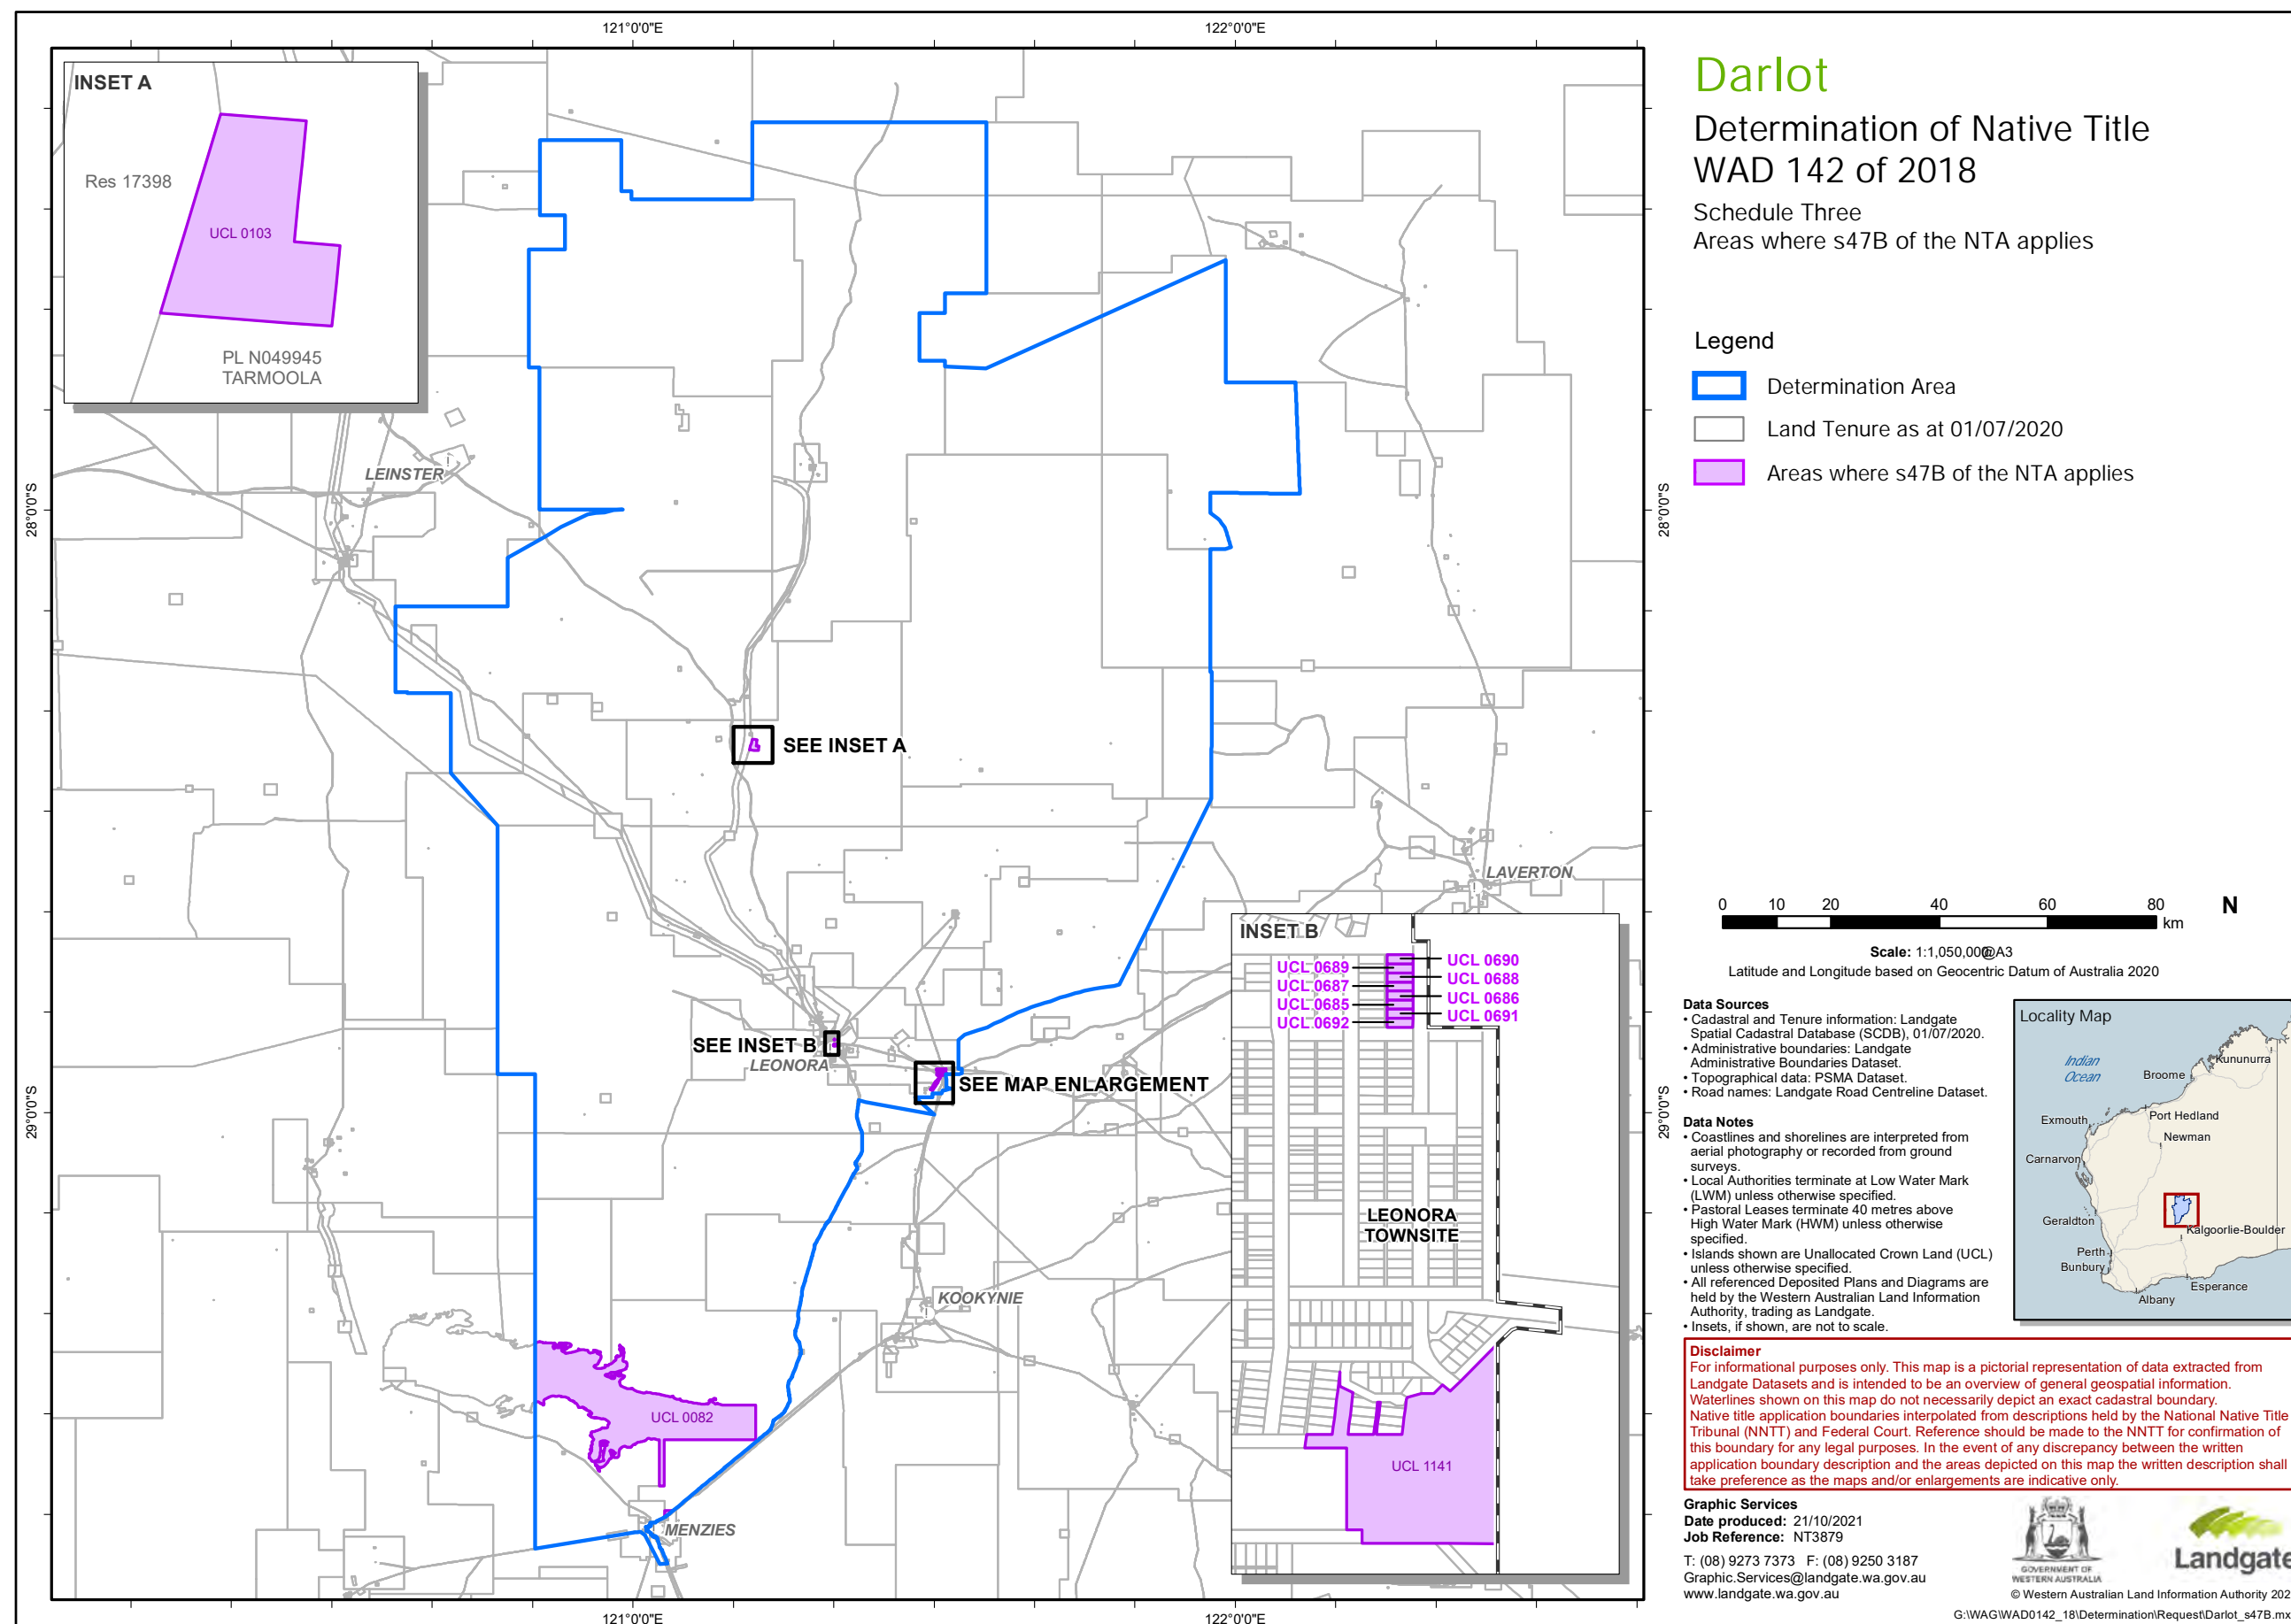 121°0'0"E
122°0'0"E
INSET A
Res 17398
UCL 0103
PL N049945
TARMOOLA
LEINSTER
28°0'0"S
28°0'0"S
SEE INSET A
LAVERTON
SEE INSET B
LEONORA
SEE MAP ENLARGEMENT
29°0'0"S
29°0'0"S
KOOKYNIE
UCL 0082
MENZIES
INSET B
UCL 0690
UCL 0689
UCL 0688
UCL 0687
UCL 0686
UCL 0685
UCL 0691
UCL 0692
LEONORA
TOWNSITE
UCL 1141
121°0'0"E
122°0'0"E
Darlot
Determination of Native Title
WAD 142 of 2018
Schedule Three
Areas where s47B of the NTA applies
Legend
Determination Area
Land Tenure as at 01/07/2020
Areas where s47B of the NTA applies
0 10 20 40 60 80
km
N
Scale: 1:1,050,000@A3
Latitude and Longitude based on Geocentric Datum of Australia 2020
Data Sources
• Cadastral and Tenure information: Landgate
Spatial Cadastral Database (SCDB), 01/07/2020.
• Administrative boundaries: Landgate
Administrative Boundaries Dataset.
• Topographical data: PSMA Dataset.
• Road names: Landgate Road Centreline Dataset.
Data Notes
• Coastlines and shorelines are interpreted from
aerial photography or recorded from ground
surveys.
• Local Authorities terminate at Low Water Mark
(LWM) unless otherwise specified.
• Pastoral Leases terminate 40 metres above
High Water Mark (HWM) unless otherwise
specified.
• Islands shown are Unallocated Crown Land (UCL)
unless otherwise specified.
• All referenced Deposited Plans and Diagrams are
held by the Western Australian Land Information
Authority, trading as Landgate.
• Insets, if shown, are not to scale.
Locality Map
Indian
Ocean
Kununurra
Broome
Port Hedland
Exmouth
Newman
Carnarvon
Geraldton
Kalgoorlie-Boulder
Perth
Bunbury
Esperance
Albany
Disclaimer
For informational purposes only. This map is a pictorial representation of data extracted from
Landgate Datasets and is intended to be an overview of general geospatial information.
Waterlines shown on this map do not necessarily depict an exact cadastral boundary.
Native title application boundaries interpolated from descriptions held by the National Native Title
Tribunal (NNTT) and Federal Court. Reference should be made to the NNTT for confirmation of
this boundary for any legal purposes. In the event of any discrepancy between the written
application boundary description and the areas depicted on this map the written description shall
take preference as the maps and/or enlargements are indicative only.
Graphic Services
Date produced: 21/10/2021
Job Reference: NT3879
T: (08) 9273 7373 F: (08) 9250 3187
Graphic.Services@landgate.wa.gov.au
www.landgate.wa.gov.au
GOVERNMENT OF
WESTERN AUSTRALIA
Landgate
© Western Australian Land Information Authority 202
G:\WAG\WAD0142_18\Determination\Request\Darlot_s47B.mx